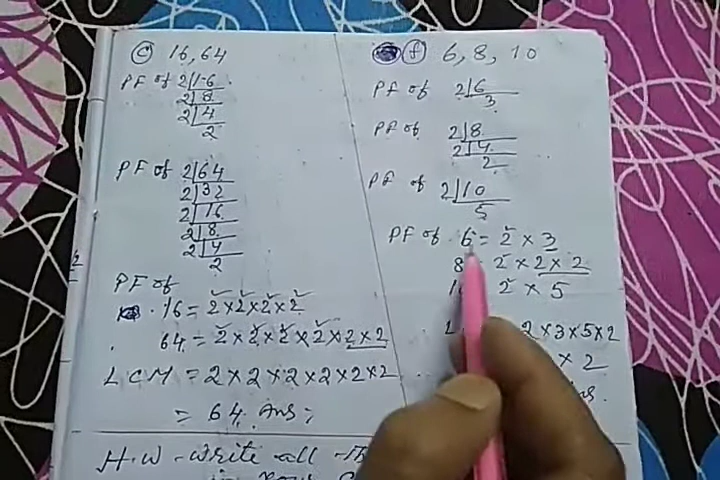 (c) 16, 64
PF of 2|16
2|8
2|4
2
PF of 2|64
2|32
2|16
2|8
2|4
2
PF of
16 = 2×2×2×2
64 = 2×2×2×2×2×2
LCM = 2×2×2×2×2×2
= 64 Ans;
H.W - write all
in
(f) 6, 8, 10
PF of 2|6
3
PF of 2|8
2|4
2
PF of 2|10
5
PF of 6 = 2 × 3
8 2 × 2 × 2
2 × 5
2×3×5×2
× 2